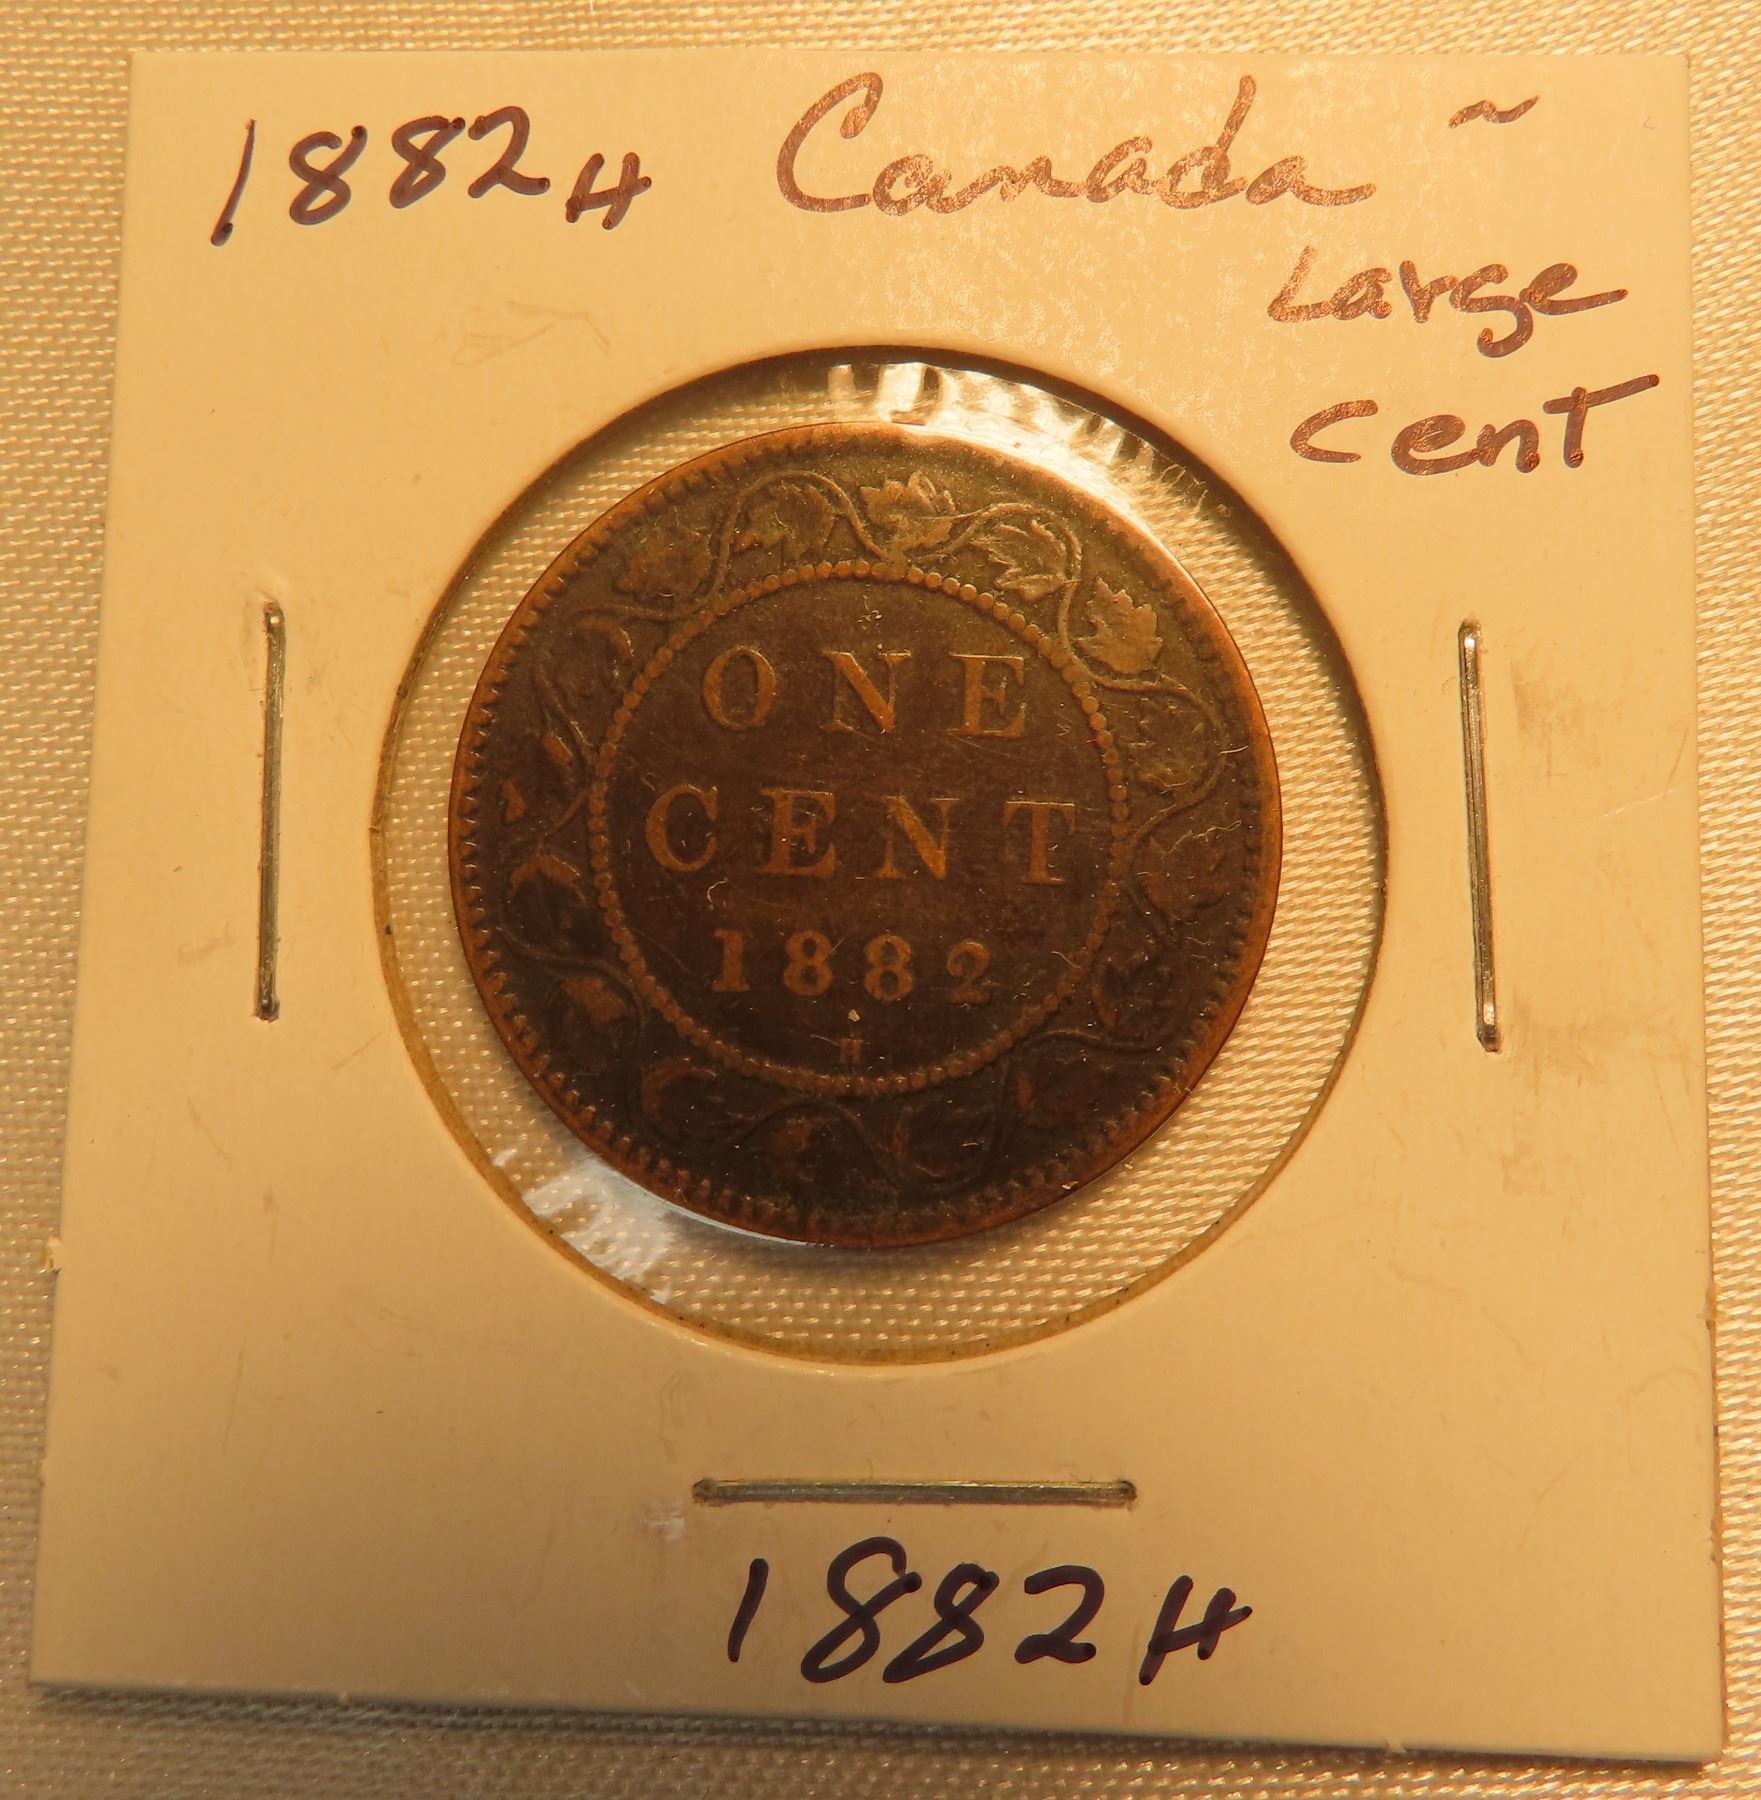 1882H Canada ~
Large
cent
ONE
CENT
1882
H
1882H